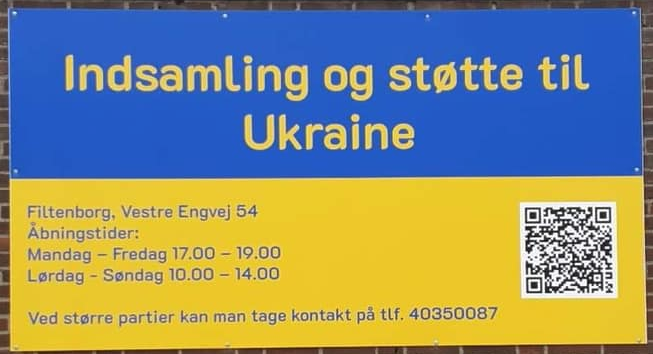 Indsamling og støtte til
Ukraine
Filtenborg, Vestre Engvej 54
Åbningstider:
Mandag – Fredag 17.00 – 19.00
Lørdag - Søndag 10.00 – 14.00
Ved større partier kan man tage kontakt på tlf. 40350087